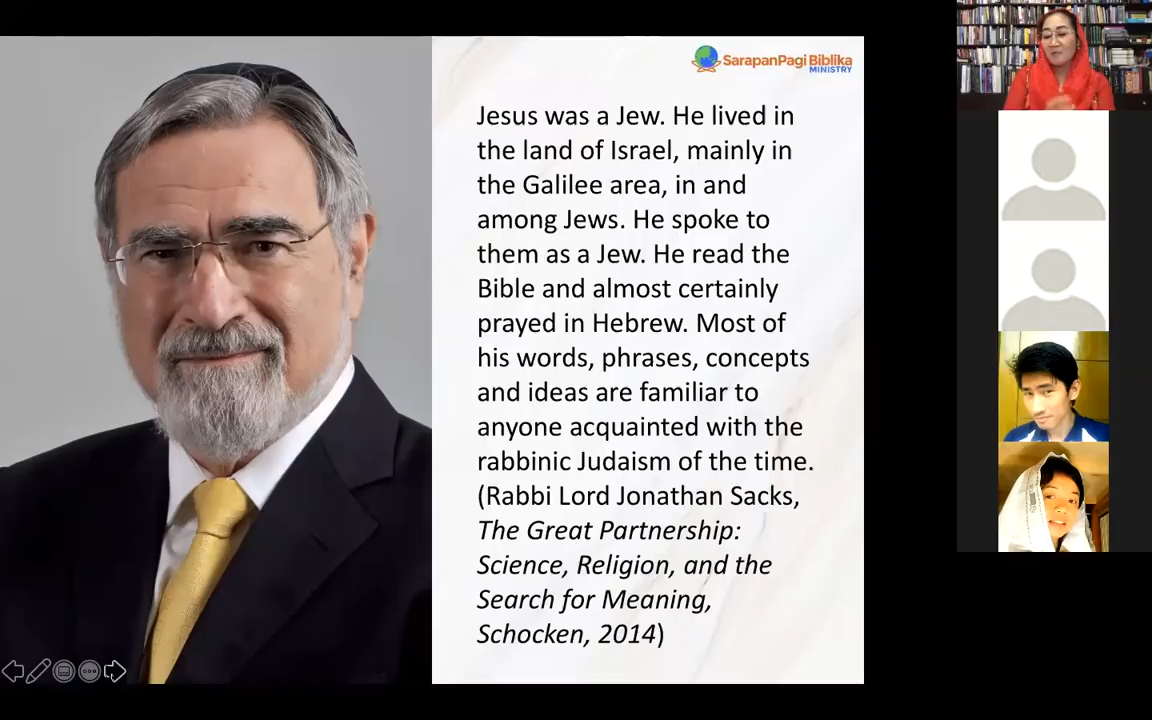 SarapanPagi Biblika
MINISTRY
Jesus was a Jew. He lived in
the land of Israel, mainly in
the Galilee area, in and
among Jews. He spoke to
them as a Jew. He read the
Bible and almost certainly
prayed in Hebrew. Most of
his words, phrases, concepts
and ideas are familiar to
anyone acquainted with the
rabbinic Judaism of the time.
(Rabbi Lord Jonathan Sacks,
The Great Partnership:
Science, Religion, and the
Search for Meaning,
Schocken, 2014)